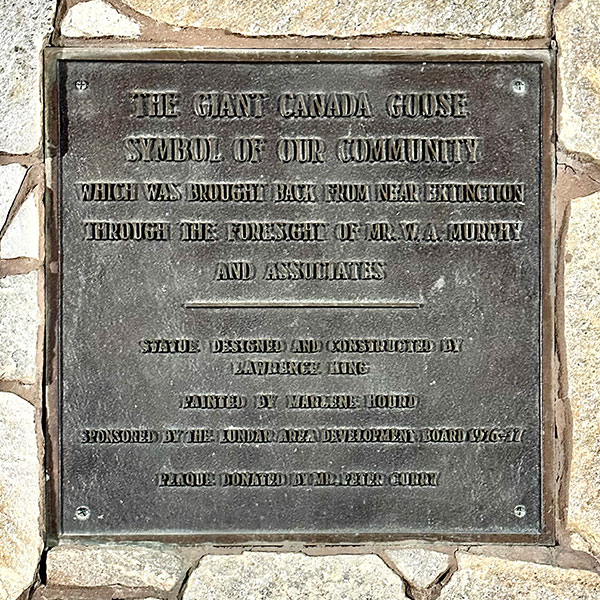 THE GIANT CANADA GOOSE
SYMBOL OF OUR COMMUNITY
WHICH WAS BROUGHT BACK FROM NEAR EXTINCTION
THROUGH THE FORESIGHT OF MR. W. A. MURPHY
AND ASSOCIATES
STATUE DESIGNED AND CONSTRUCTED BY
LAWRENCE KING
PAINTED BY MARLENE HOURD
SPONSORED BY THE LUNDAR AREA DEVELOPMENT BOARD 1976-77
PLAQUE DONATED BY MR. PETER CURRY